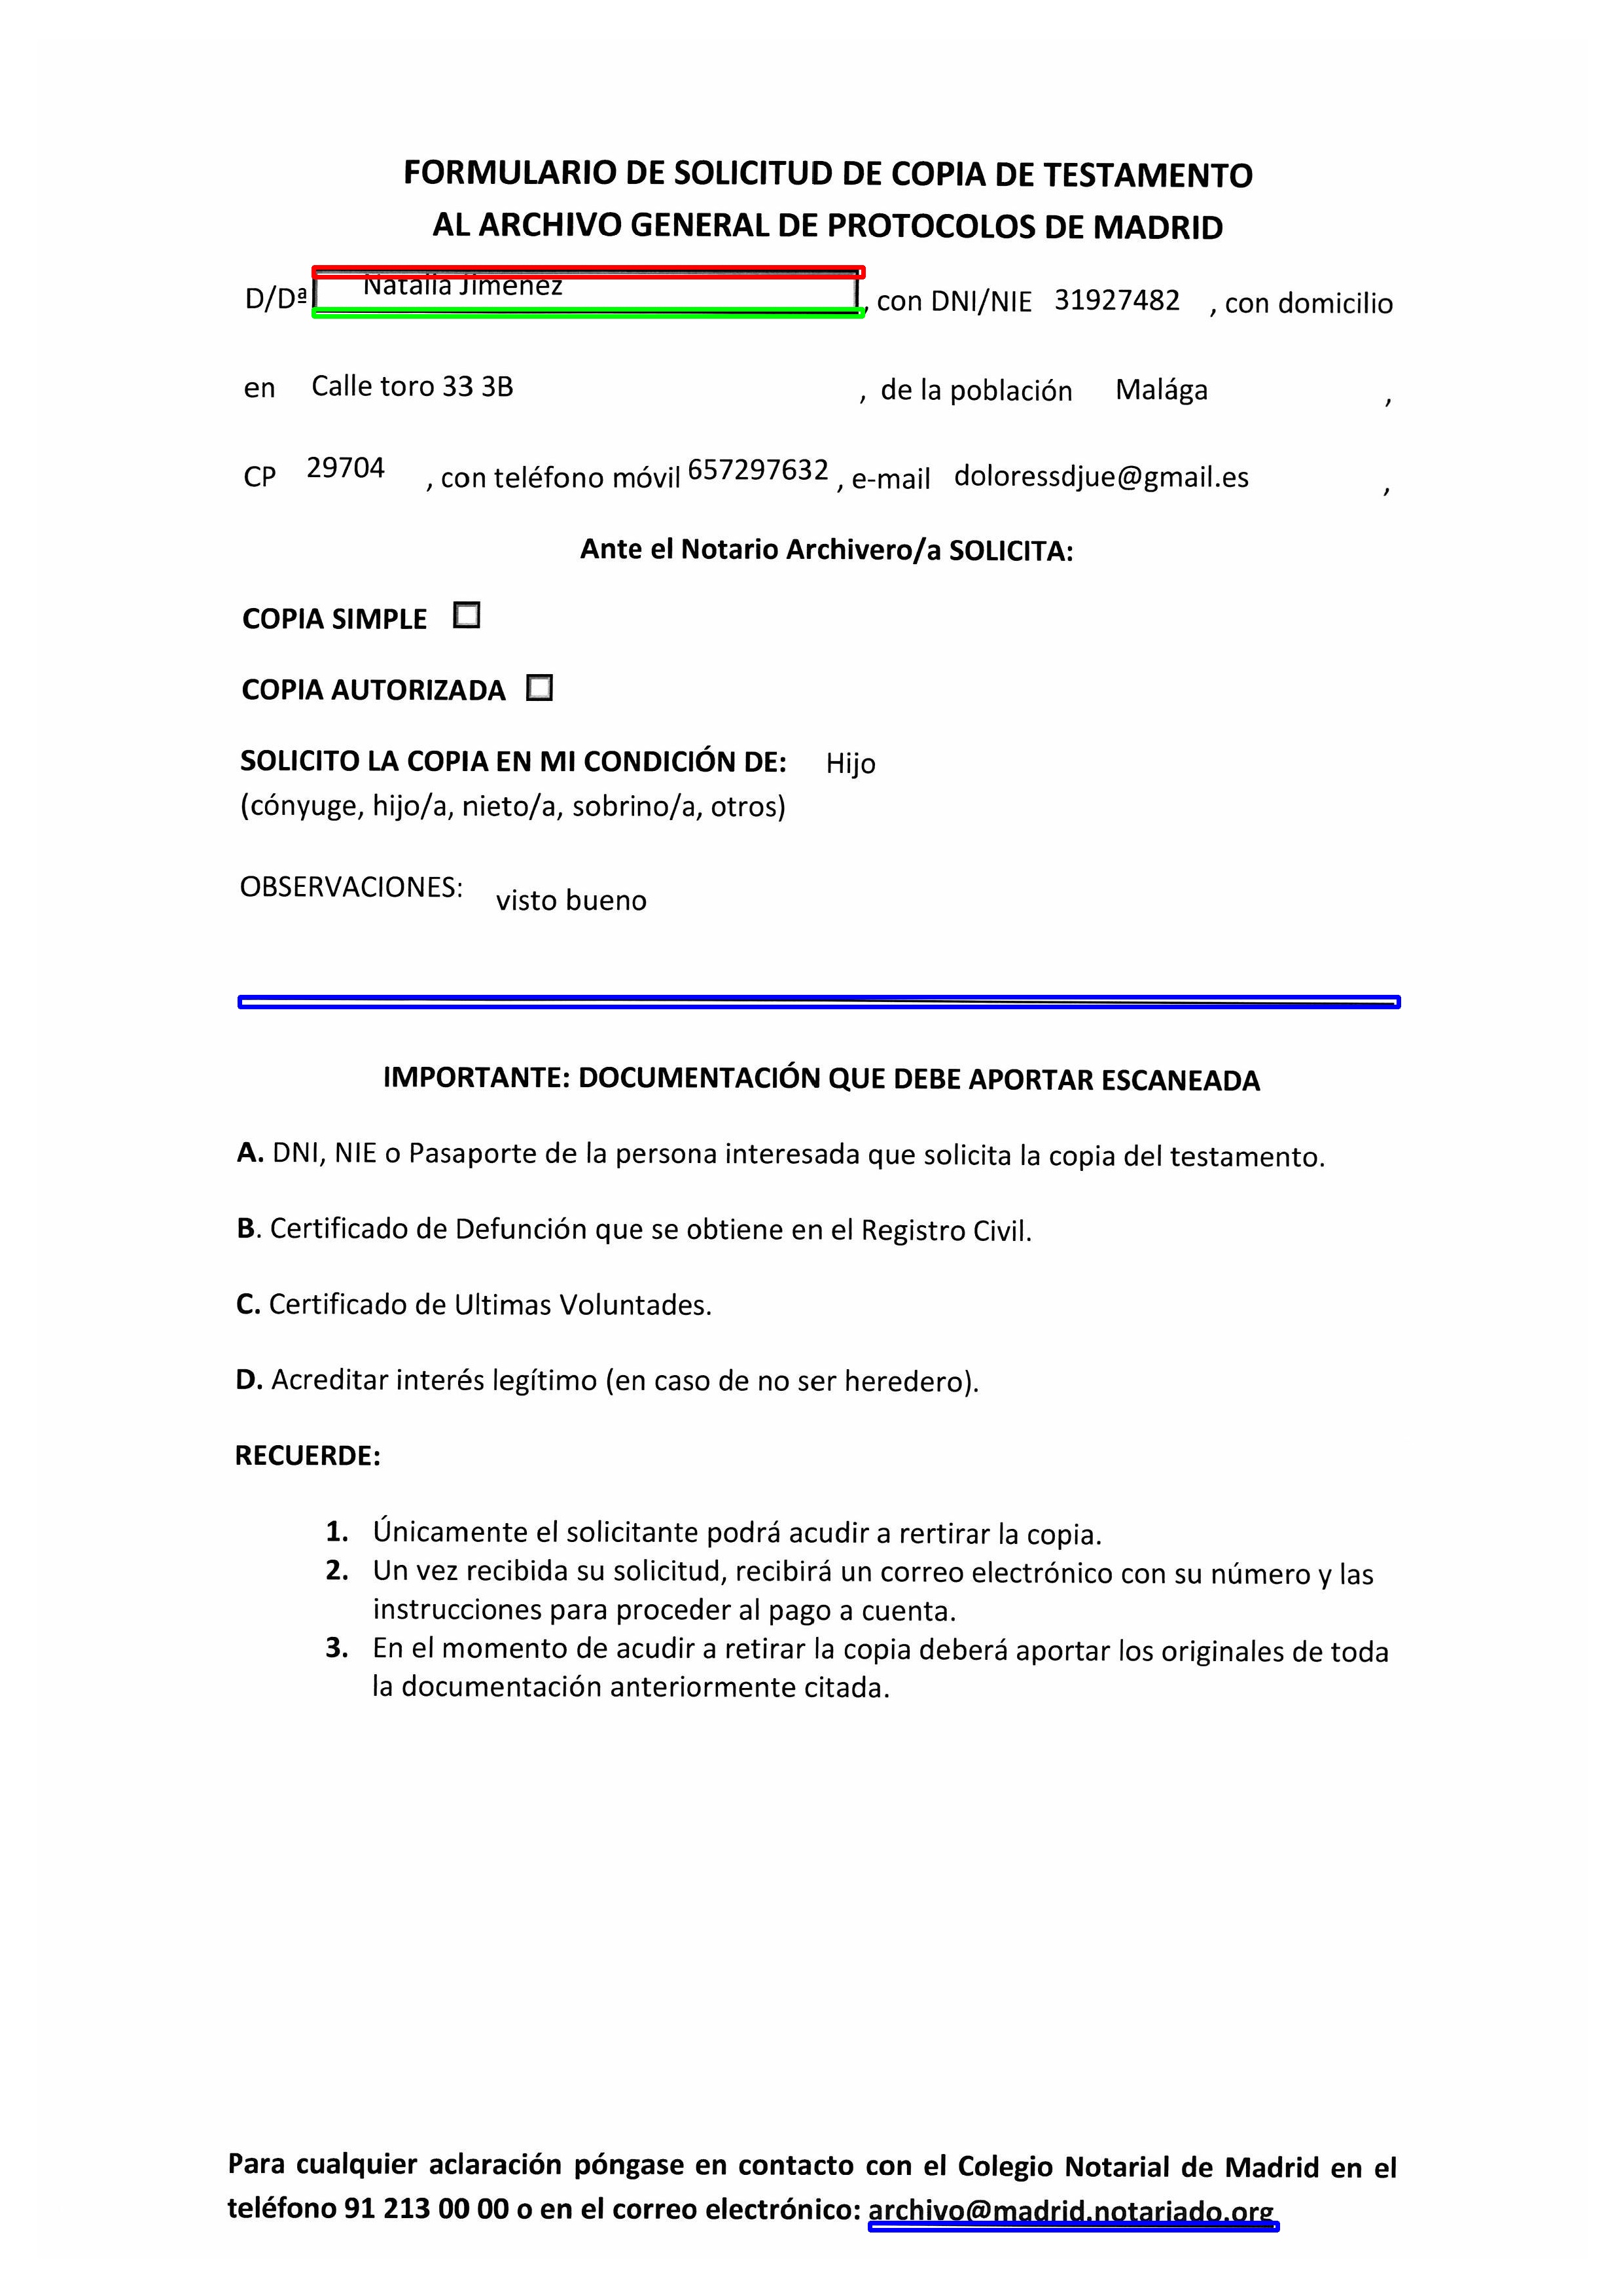 FORMULARIO DE SOLICITUD DE COPIA DE TESTAMENTO
AL ARCHIVO GENERAL DE PROTOCOLOS DE MADRID
D/Dª Natalia Jimenez , con DNI/NIE 31927482 , con domicilio
en Calle toro 33 3B , de la población Malága ,
CP 29704 , con teléfono móvil 657297632 , e-mail doloressdjue@gmail.es ,
Ante el Notario Archivero/a SOLICITA:
COPIA SIMPLE
COPIA AUTORIZADA
SOLICITO LA COPIA EN MI CONDICIÓN DE: Hijo
(cónyuge, hijo/a, nieto/a, sobrino/a, otros)
OBSERVACIONES: visto bueno
IMPORTANTE: DOCUMENTACIÓN QUE DEBE APORTAR ESCANEADA
A. DNI, NIE o Pasaporte de la persona interesada que solicita la copia del testamento.
B. Certificado de Defunción que se obtiene en el Registro Civil.
C. Certificado de Ultimas Voluntades.
D. Acreditar interés legítimo (en caso de no ser heredero).
RECUERDE:
1. Únicamente el solicitante podrá acudir a rertirar la copia.
2. Un vez recibida su solicitud, recibirá un correo electrónico con su número y las
instrucciones para proceder al pago a cuenta.
3. En el momento de acudir a retirar la copia deberá aportar los originales de toda
la documentación anteriormente citada.
Para cualquier aclaración póngase en contacto con el Colegio Notarial de Madrid en el
teléfono 91 213 00 00 o en el correo electrónico: archivo@madrid.notariado.org